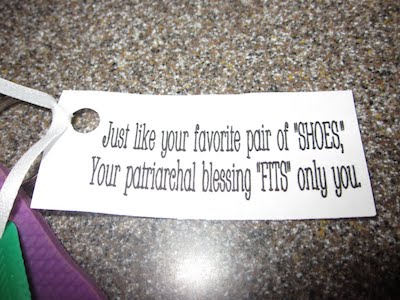 Just like your favorite pair of "SHOES,"
Your patriarchal blessing "FITS" only you.